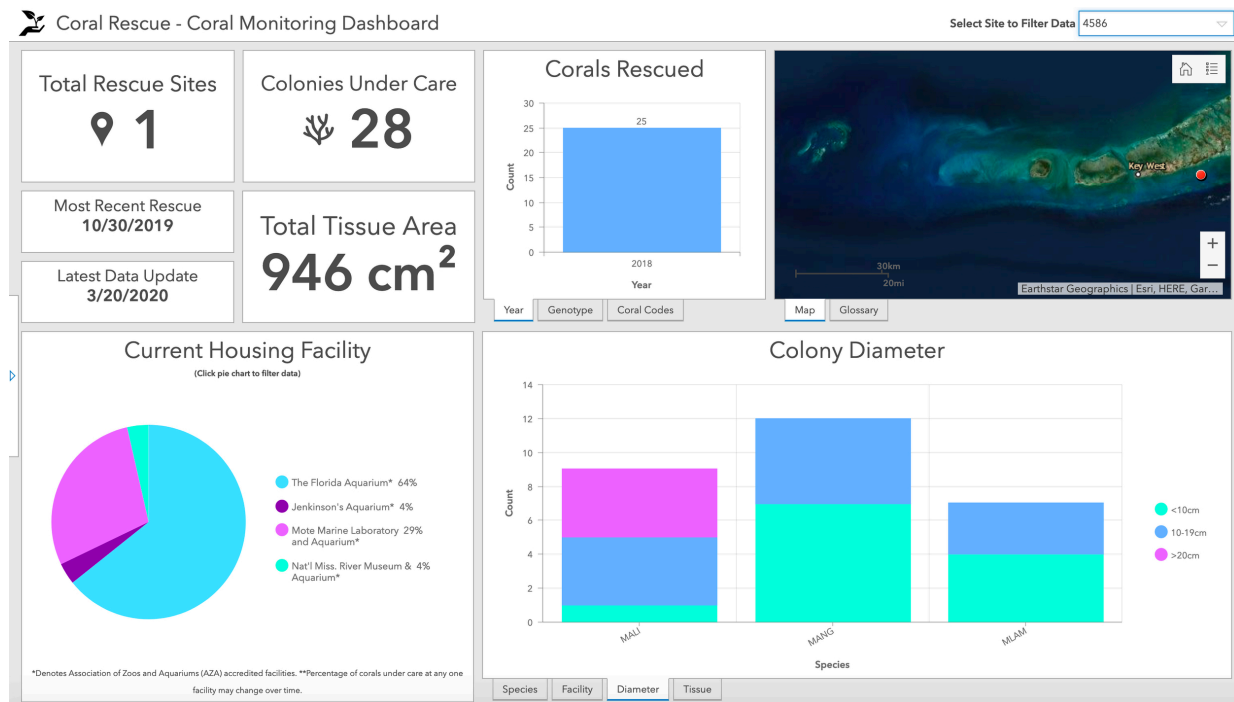 Coral Rescue - Coral Monitoring Dashboard
Select Site to Filter Data
4586
Total Rescue Sites
1
Colonies Under Care
28
Most Recent Rescue
10/30/2019
Latest Data Update
3/20/2020
Total Tissue Area
946 cm²
Corals Rescued
30
25
20
15
10
5
0
Count
25
2018
Year
Year
Genotype
Coral Codes
Key West
30km
20mi
+
−
Earthstar Geographics | Esri, HERE, Gar...
Map
Glossary
Current Housing Facility
(Click pie chart to filter data)
The Florida Aquarium* 64%
Jenkinson's Aquarium* 4%
Mote Marine Laboratory 29%
and Aquarium*
Nat'l Miss. River Museum & 4%
Aquarium*
*Denotes Association of Zoos and Aquariums (AZA) accredited facilities. **Percentage of corals under care at any one
facility may change over time.
Colony Diameter
14
12
10
8
6
4
2
0
Count
MALI
MANG
MLAM
Species
<10cm
10-19cm
>20cm
Species
Facility
Diameter
Tissue